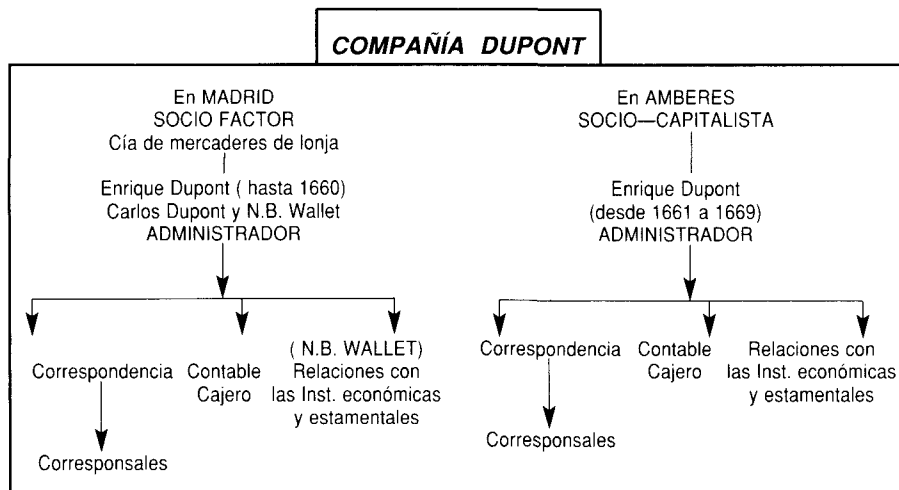 COMPAÑÍA DUPONT
En MADRID
SOCIO FACTOR
Cía de mercaderes de lonja
Enrique Dupont ( hasta 1660)
Carlos Dupont y N.B. Wallet
ADMINISTRADOR
( N.B. WALLET)
Correspondencia
Contable
Cajero
Relaciones con
las Inst. económicas
y estamentales
Corresponsales
En AMBERES
SOCIO—CAPITALISTA
Enrique Dupont
(desde 1661 a 1669)
ADMINISTRADOR
Correspondencia
Contable
Cajero
Relaciones con
las Inst. económicas
y estamentales
Corresponsales